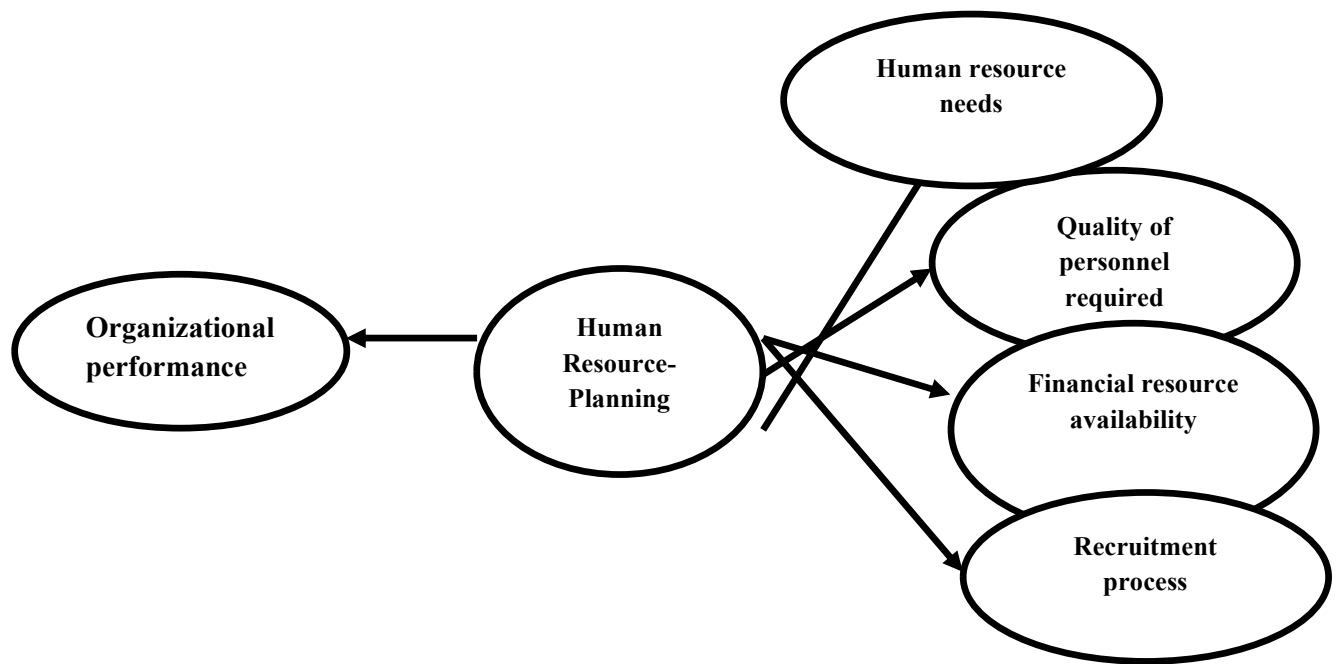 Human resource
needs
Quality of
personnel
required
Organizational
performance
Human
Resource-
Planning
Financial resource
availability
Recruitment
process